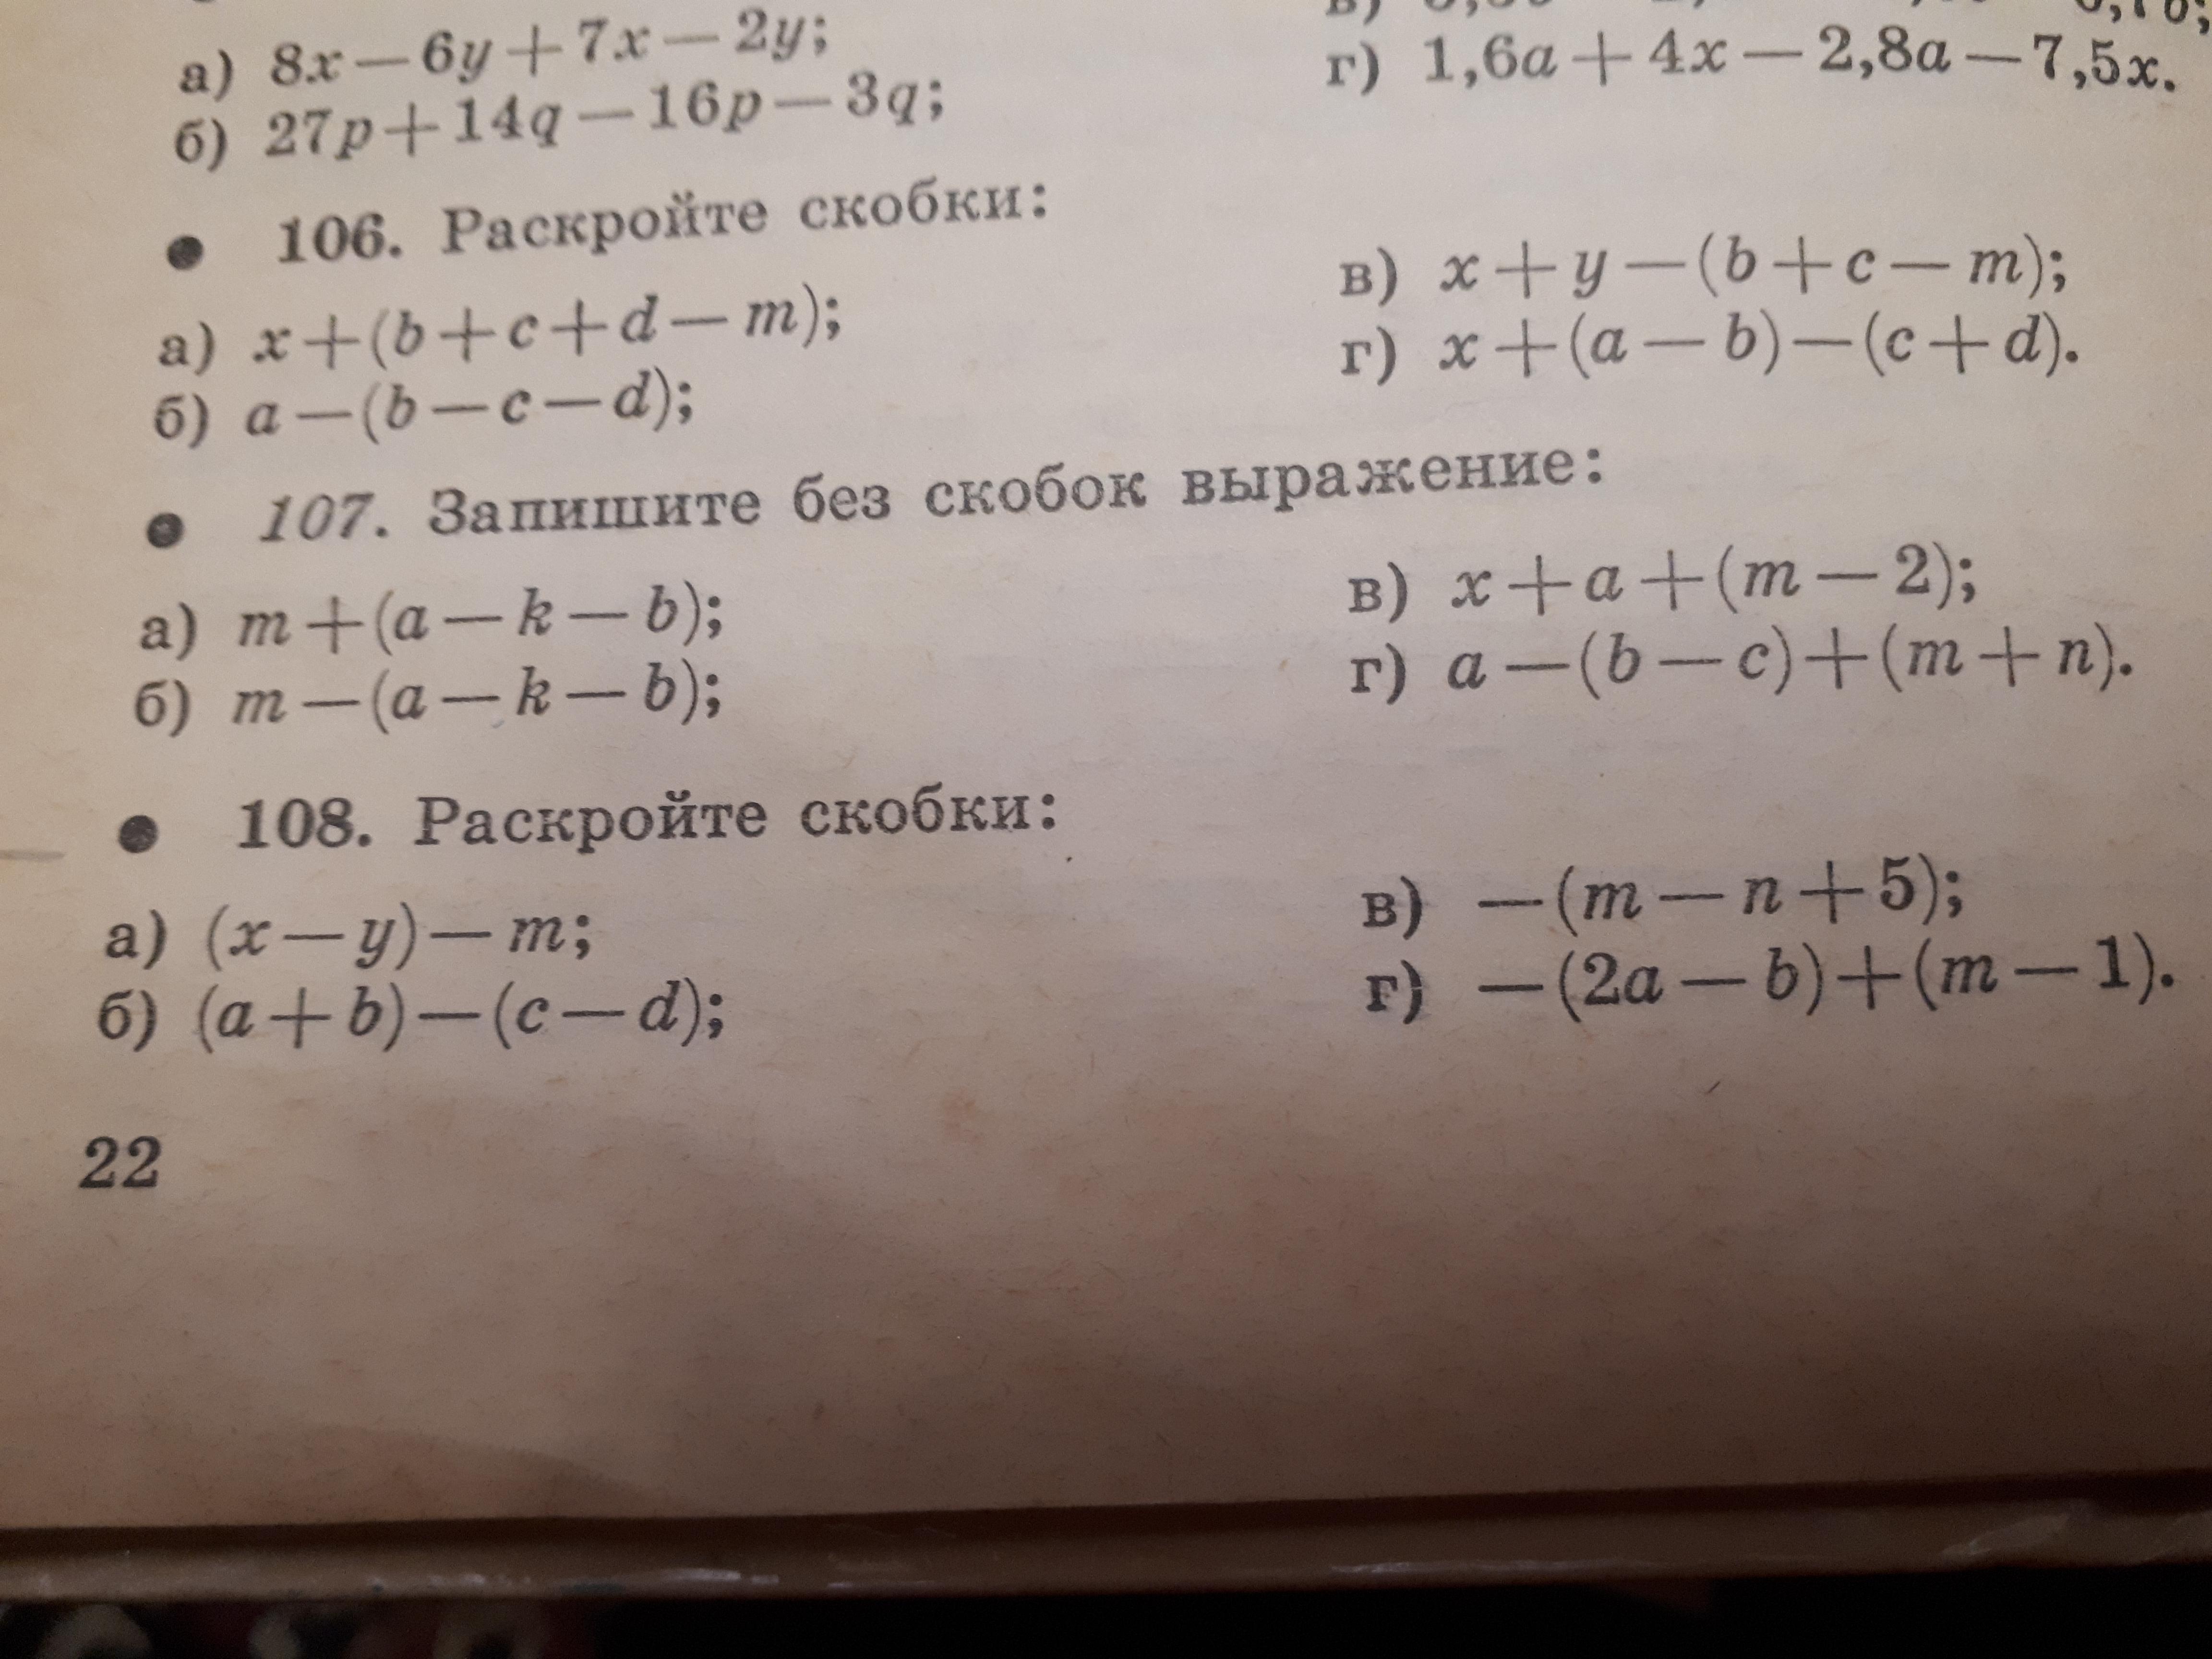 а) 8x — 6y + 7x — 2y;
б) 27p + 14q — 16p — 3q;
г) 1,6a + 4x — 2,8a — 7,5x.
● 106. Раскройте скобки:
а) x + (b + c + d — m);
б) a — (b — c — d);
в) x + y — (b + c — m);
г) x + (a — b) — (c + d).
● 107. Запишите без скобок выражение:
а) m + (a — k — b);
б) m — (a — k — b);
в) x + a + (m — 2);
г) a — (b — c) + (m + n).
● 108. Раскройте скобки:
а) (x — y) — m;
б) (a + b) — (c — d);
в) — (m — n + 5);
г) — (2a — b) + (m — 1).
22